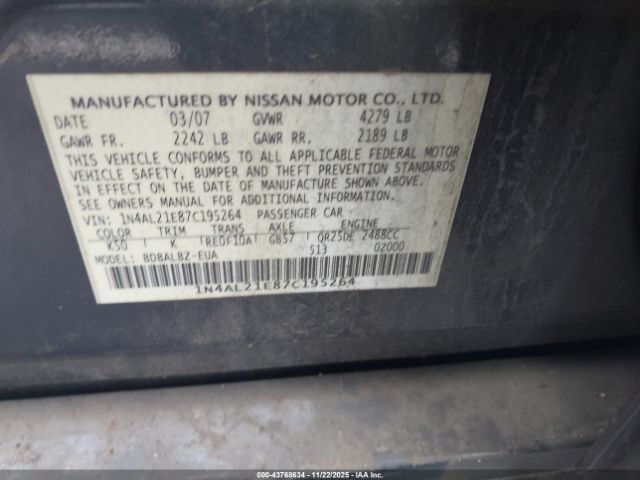 MANUFACTURED BY NISSAN MOTOR CO., LTD.
DATE 03/07 GVWR 4279 LB
GAWR FR. 2242 LB GAWR RR. 2189 LB
THIS VEHICLE CONFORMS TO ALL APPLICABLE FEDERAL MOTOR
VEHICLE SAFETY, BUMPER AND THEFT PREVENTION STANDARDS
IN EFFECT ON THE DATE OF MANUFACTURE SHOWN ABOVE.
SEE OWNERS MANUAL FOR ADDITIONAL INFORMATION.
VIN: 1N4AL21E87C195264 PASSENGER CAR
COLOR TRIM TRANS AXLE ENGINE
K50 K RE0F10A GB57 QR25DE 2488CC
MODEL: BDBALBZ-EUA 513 02000
1N4AL21E87C195264
000-43768634 - 11/22/2025 - IAAI.COM